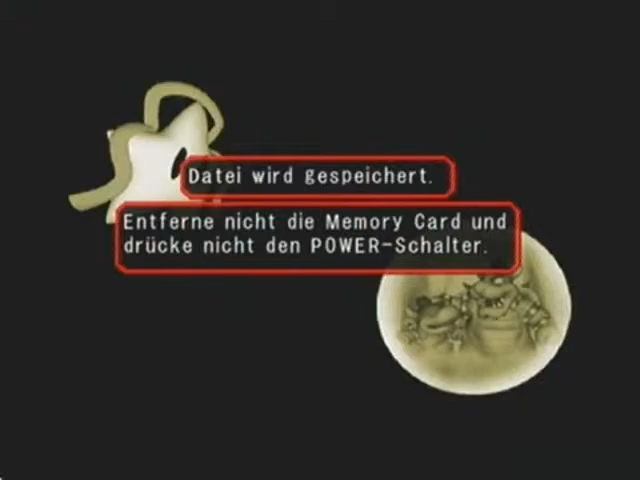 Datei wird gespeichert.
Entferne nicht die Memory Card und
drücke nicht den POWER-Schalter.